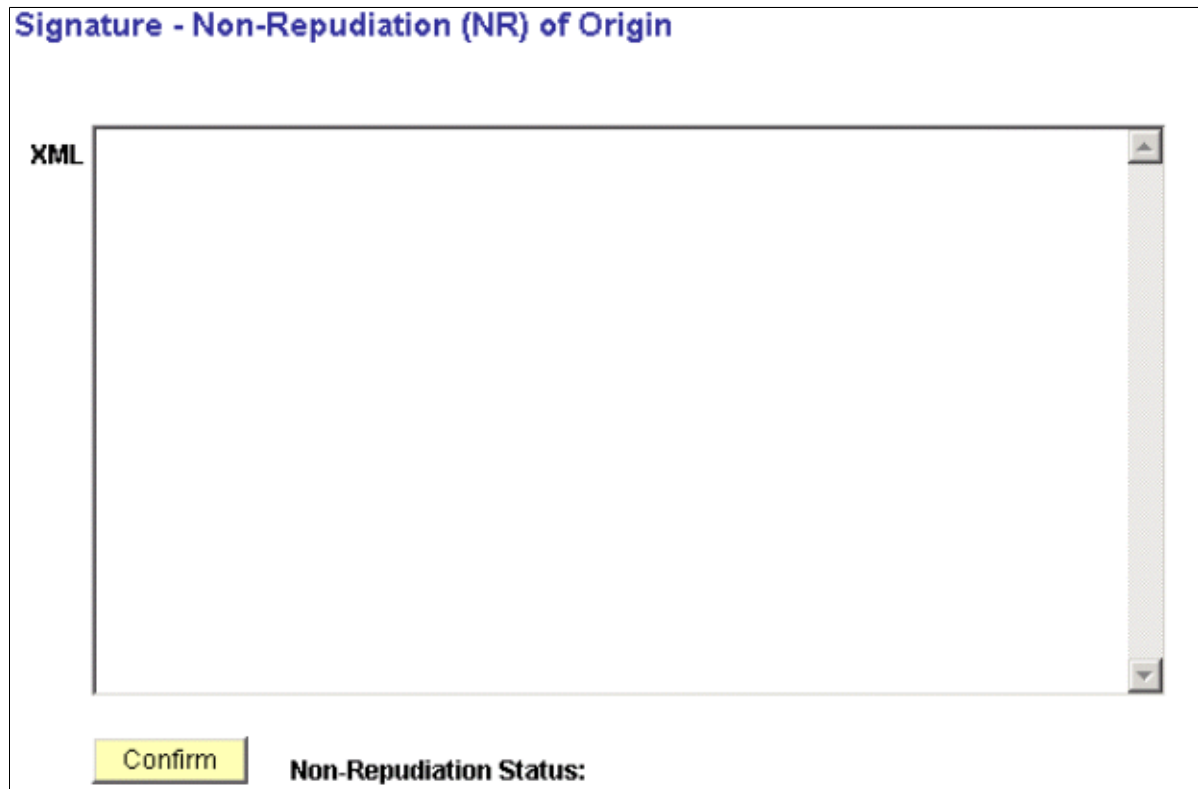 Signature - Non-Repudiation (NR) of Origin
XML
Confirm
Non-Repudiation Status: